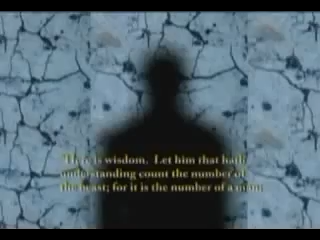 There is wisdom. Let him that hath
understanding count the number of
the beast; for it is the number of a man;